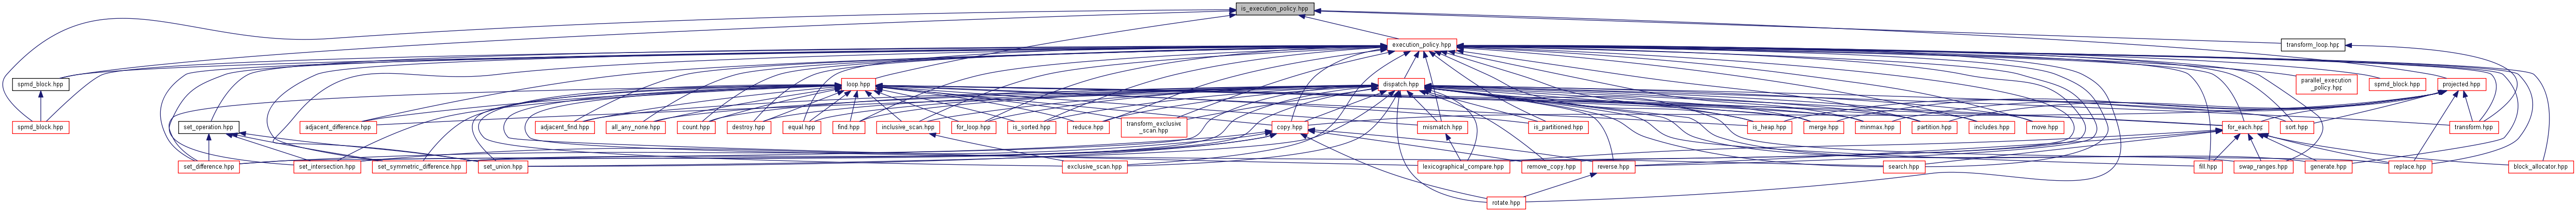 is_execution_policy.hpp
execution_policy.hpp
transform_loop.hpp
spmd_block.hpp
loop.hpp
dispatch.hpp
parallel_execution
_policy.hpp
spmd_block.hpp
projected.hpp
spmd_block.hpp
set_operation.hpp
adjacent_difference.hpp
adjacent_find.hpp
all_any_none.hpp
count.hpp
destroy.hpp
equal.hpp
find.hpp
inclusive_scan.hpp
for_loop.hpp
is_sorted.hpp
reduce.hpp
transform_exclusive
_scan.hpp
copy.hpp
mismatch.hpp
is_partitioned.hpp
is_heap.hpp
merge.hpp
minmax.hpp
partition.hpp
includes.hpp
move.hpp
for_each.hpp
sort.hpp
transform.hpp
set_difference.hpp
set_intersection.hpp
set_symmetric_difference.hpp
set_union.hpp
exclusive_scan.hpp
lexicographical_compare.hpp
remove_copy.hpp
reverse.hpp
search.hpp
fill.hpp
swap_ranges.hpp
generate.hpp
replace.hpp
block_allocator.hpp
rotate.hpp